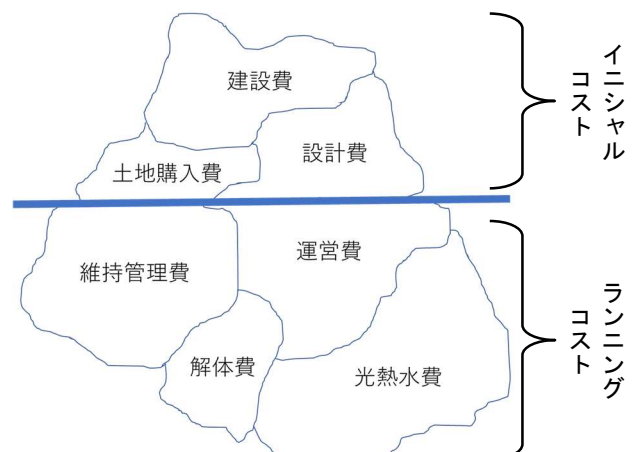 建設費
設計費
土地購入費
イニシャル
コスト
維持管理費
運営費
解体費
光熱水費
ランニング
コスト